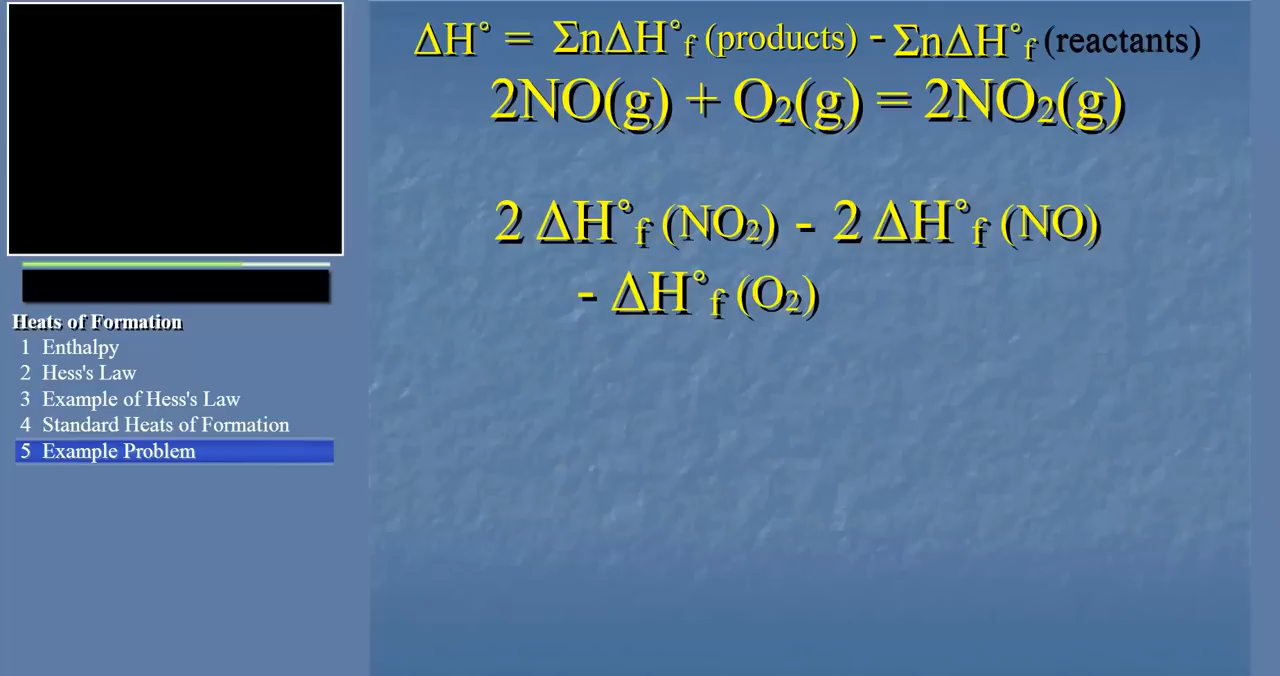 ΔH° = ΣnΔH°f (products) - ΣnΔH°f (reactants)
2NO(g) + O₂(g) = 2NO₂(g)
2 ΔH°f (NO₂) - 2 ΔH°f (NO)
- ΔH°f (O₂)
Heats of Formation
1 Enthalpy
2 Hess's Law
3 Example of Hess's Law
4 Standard Heats of Formation
5 Example Problem